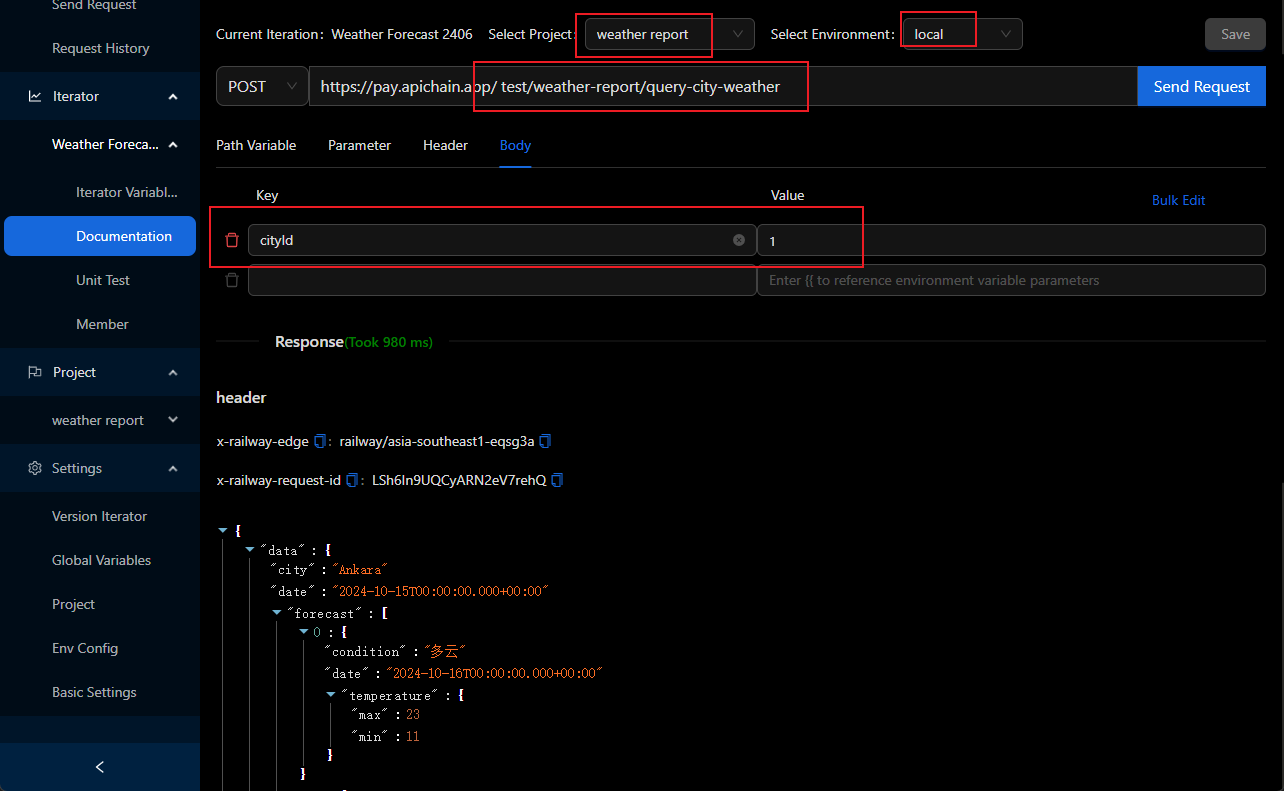 Send Request
Request History
Iterator
Weather Foreca...
Iterator Variabl...
Documentation
Unit Test
Member
Project
weather report
Settings
Version Iterator
Global Variables
Project
Env Config
Basic Settings
Current Iteration: Weather Forecast 2406 Select Project: weather report Select Environment: local Save
POST https://pay.apichain.app/ test/weather-report/query-city-weather Send Request
Path Variable Parameter Header Body
Key Value Bulk Edit
cityId 1
Enter {{ to reference environment variable parameters
Response(Took 980 ms)
header
x-railway-edge : railway/asia-southeast1-eqsg3a
x-railway-request-id : LSh6In9UQCyARN2eV7rehQ
{
"data" : {
"city" : "Ankara"
"date" : "2024-10-15T00:00:00.000+00:00"
"forecast" : [
0 : {
"condition" : "多云"
"date" : "2024-10-16T00:00:00.000+00:00"
"temperature" : {
"max" : 23
"min" : 11
}
}